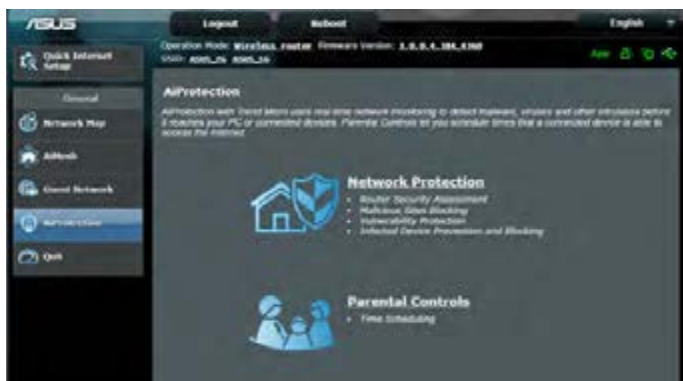 ASUS
Logout
Reboot
English
Quick Internet Setup
Operation Mode: Wireless router Firmware Version: 3.0.0.4.384_4360
SSID:
App
General
Network Map
AiMesh
Guest Network
AiProtection
QoS
AiProtection
AiProtection with Trend Micro uses real-time network monitoring to detect malware, viruses and other intrusions before
it reaches your PC or connected devices. Parental Controls let you schedule times that a connected device is able to
access the Internet.
Network Protection
• Router Security Assessment
• Malicious Sites Blocking
• Vulnerability Protection
• Infected Device Prevention and Blocking
Parental Controls
• Time Scheduling